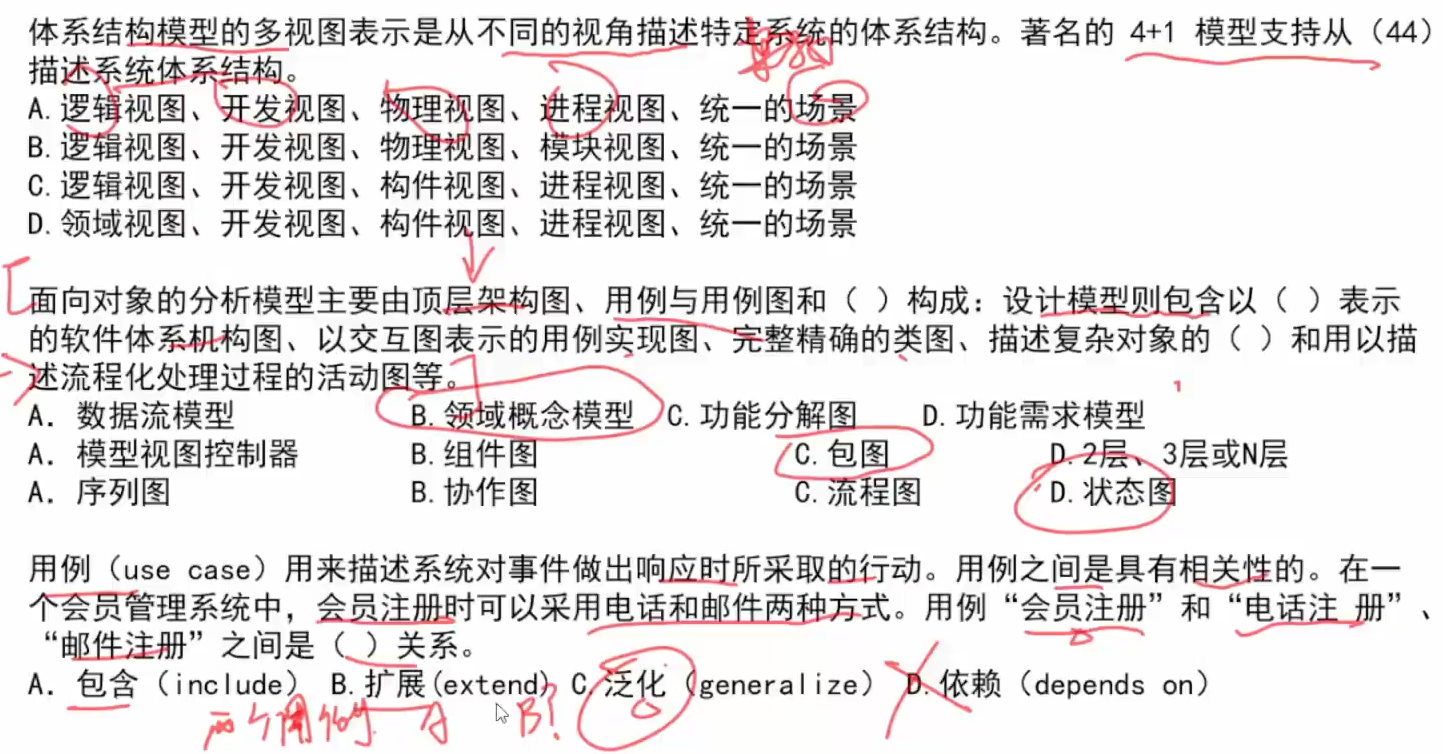 体系结构模型的多视图表示是从不同的视角描述特定系统的体系结构。著名的 4+1 模型支持从（44）
描述系统体系结构。
A. 逻辑视图、开发视图、物理视图、进程视图、统一的场景
B. 逻辑视图、开发视图、物理视图、模块视图、统一的场景
C. 逻辑视图、开发视图、构件视图、进程视图、统一的场景
D. 领域视图、开发视图、构件视图、进程视图、统一的场景
面向对象的分析模型主要由顶层架构图、用例与用例图和（ ）构成：设计模型则包含以（ ）表示
的软件体系机构图、以交互图表示的用例实现图、完整精确的类图、描述复杂对象的（ ）和用以描
述流程化处理过程的活动图等。
A. 数据流模型 B. 领域概念模型 C. 功能分解图 D. 功能需求模型
A. 模型视图控制器 B. 组件图 C. 包图 D. 2层、3层或N层
A. 序列图 B. 协作图 C. 流程图 D. 状态图
用例（use case）用来描述系统对事件做出响应时所采取的行动。用例之间是具有相关性的。在一
个会员管理系统中，会员注册时可以采用电话和邮件两种方式。用例“会员注册”和“电话注 册”、
“邮件注册”之间是（ ）关系。
A. 包含（include） B. 扩展(extend) C. 泛化（generalize） D. 依赖（depends on）
两个用例 A B?